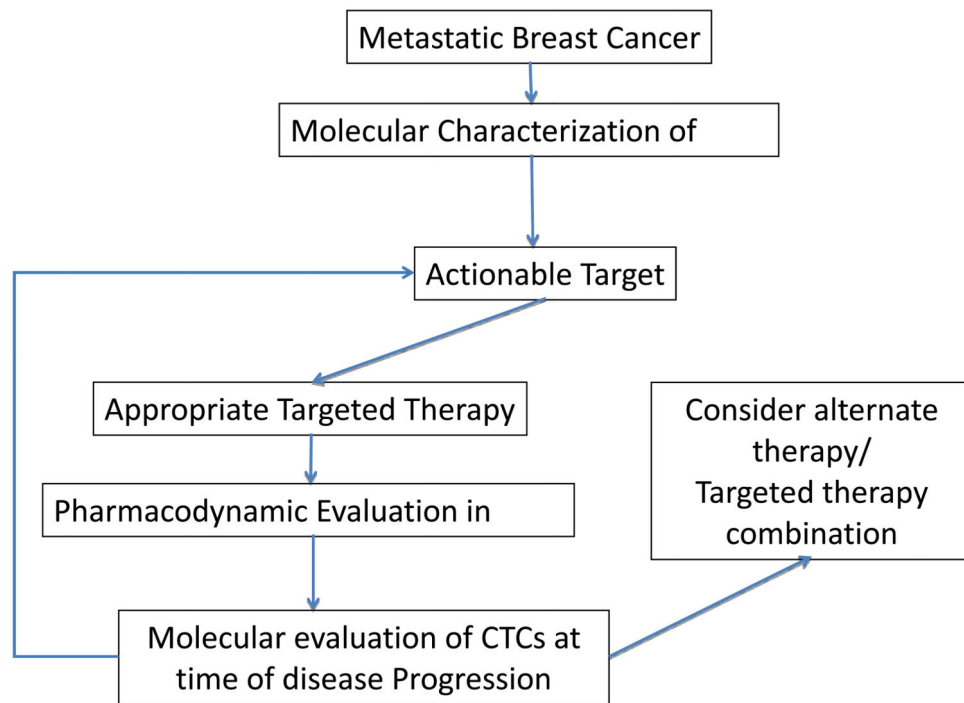 Metastatic Breast Cancer
Molecular Characterization of
Actionable Target
Appropriate Targeted Therapy
Consider alternate
therapy/
Targeted therapy
combination
Pharmacodynamic Evaluation in
Molecular evaluation of CTCs at
time of disease Progression